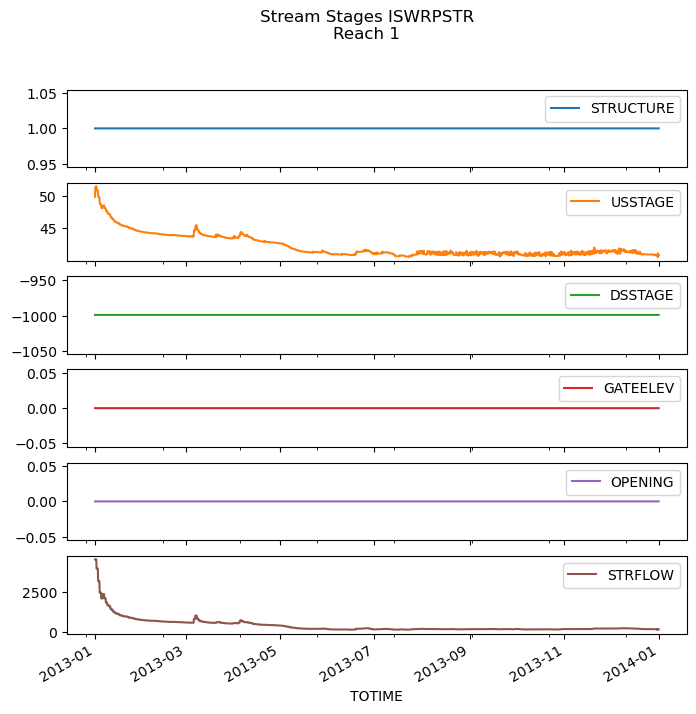 Stream Stages ISWRPSTR
Reach 1
1.05
1.00
0.95
STRUCTURE
50
45
USSTAGE
−950
−1000
−1050
DSSTAGE
0.05
0.00
−0.05
GATEELEV
0.05
0.00
−0.05
OPENING
2500
0
STRFLOW
2013-01
2013-03
2013-05
2013-07
2013-09
2013-11
2014-01
TOTIME